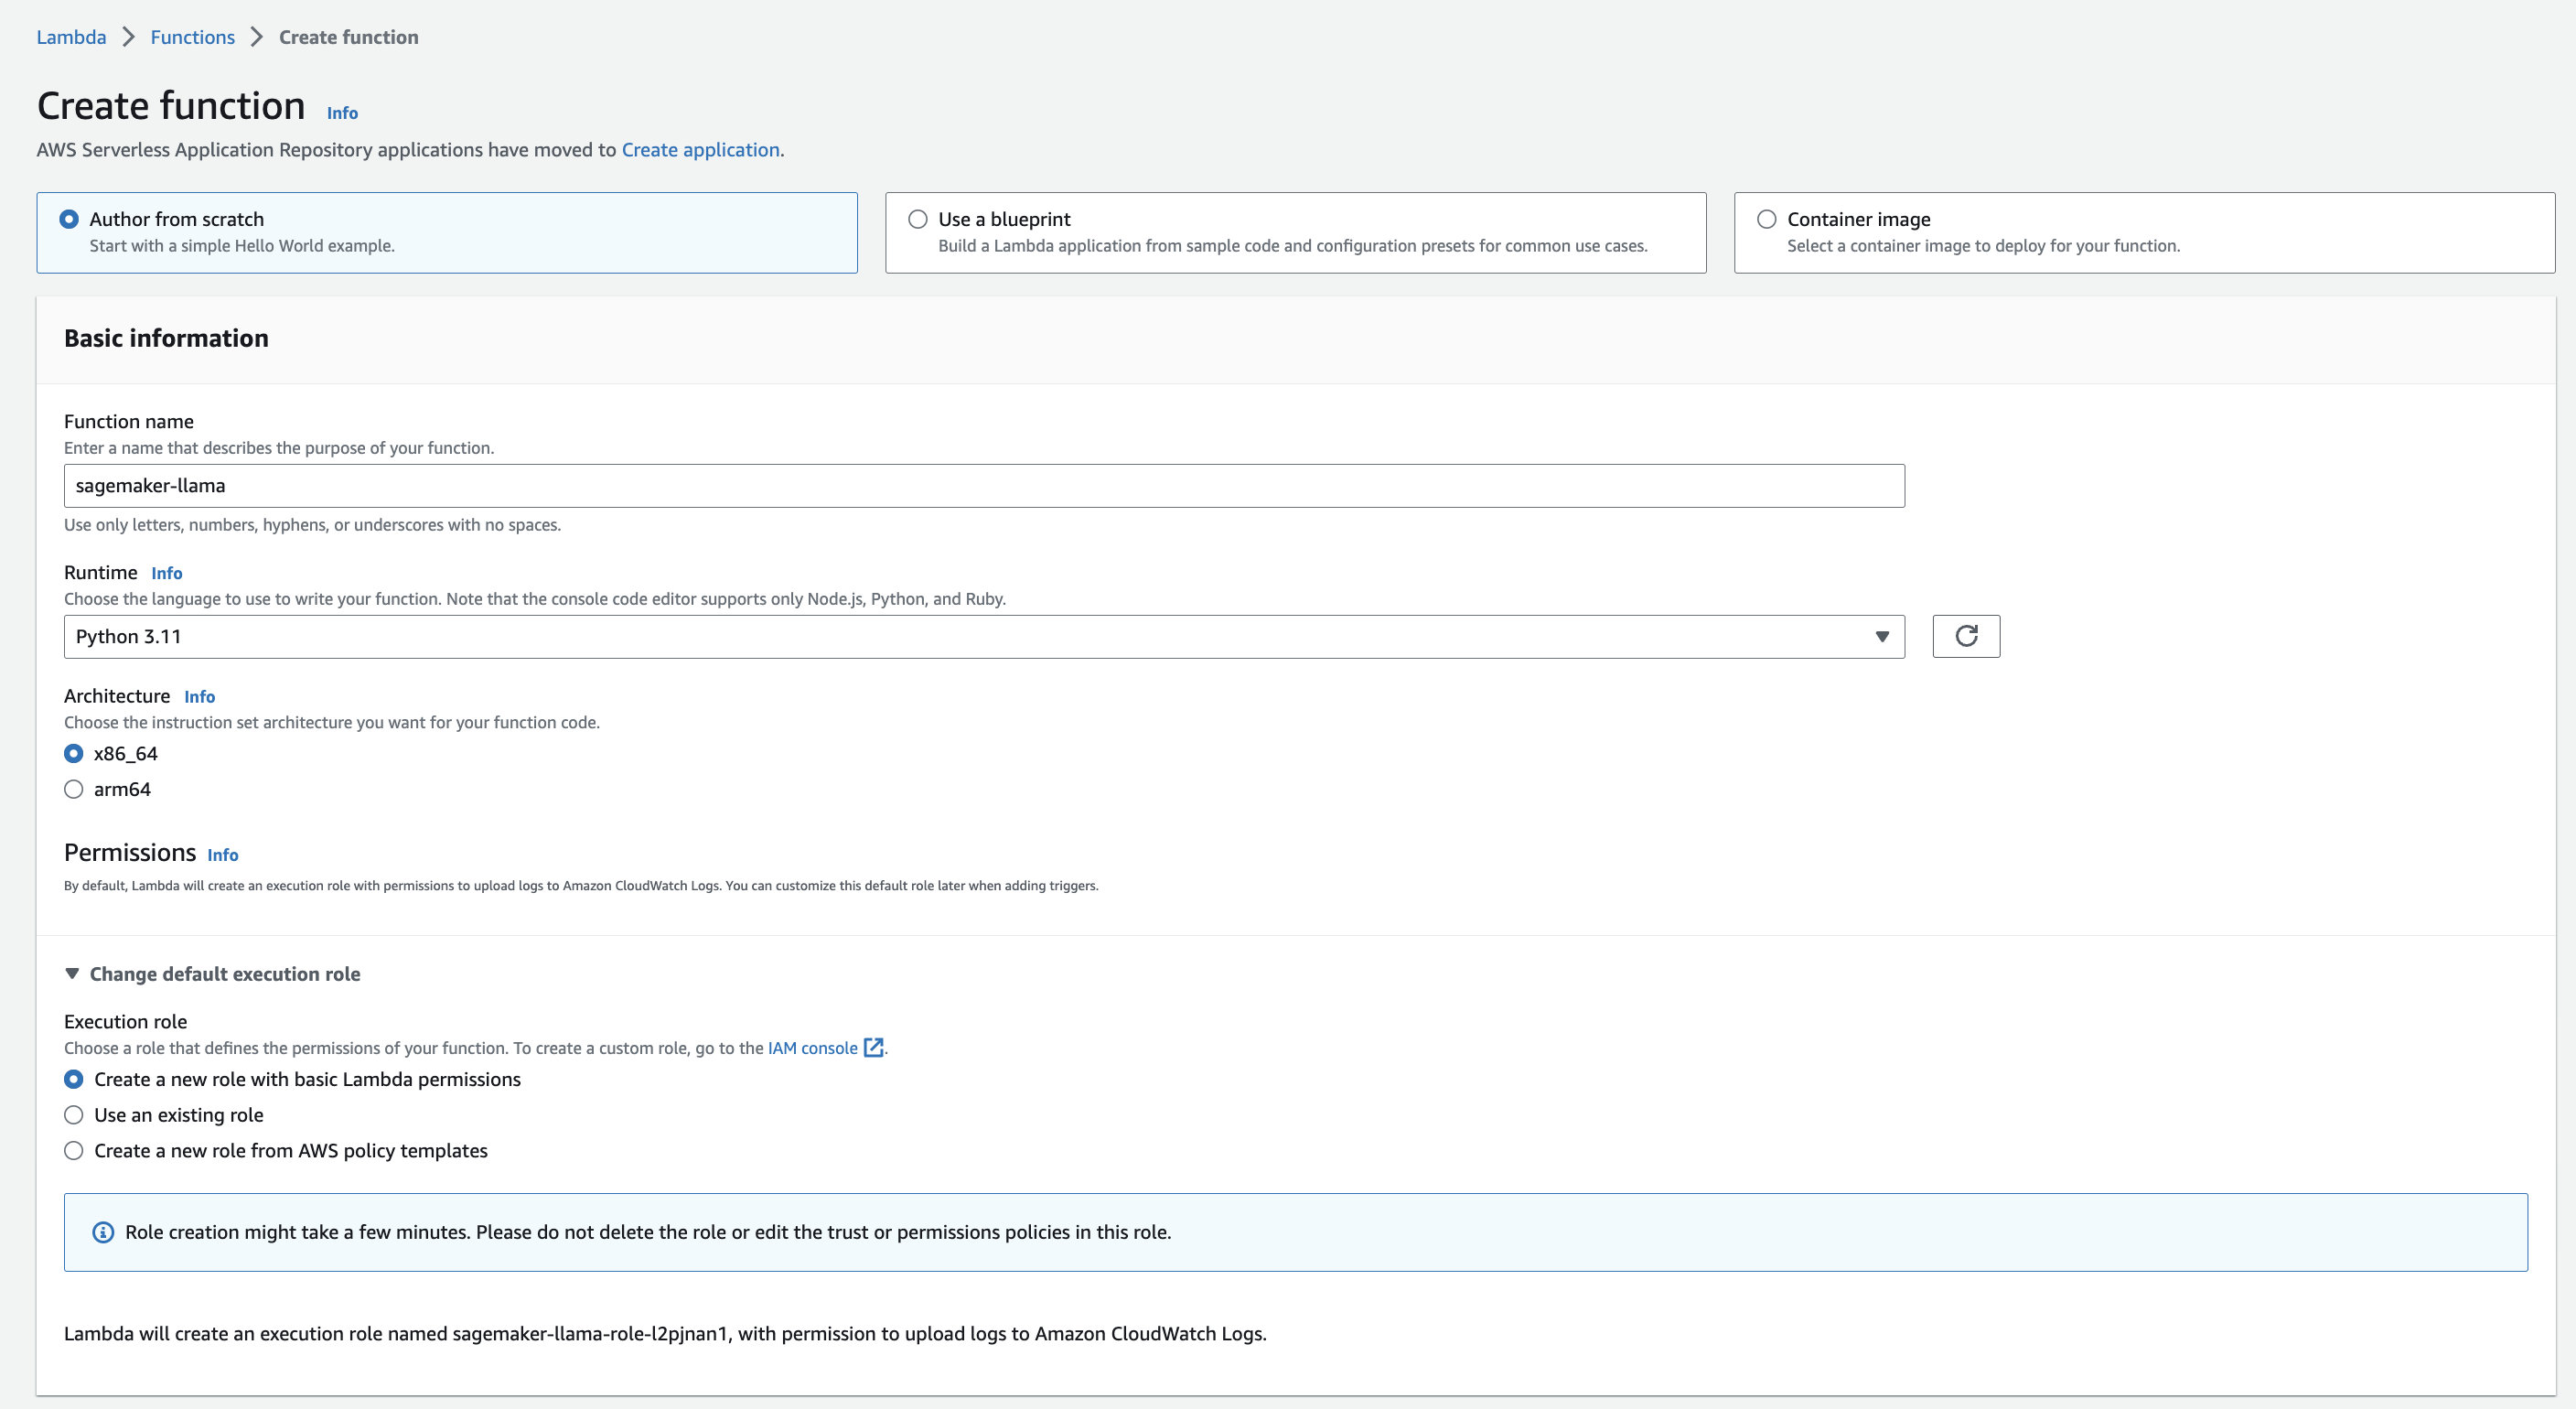 Lambda > Functions > Create function
Create function Info
AWS Serverless Application Repository applications have moved to Create application.
Author from scratch
Start with a simple Hello World example.
Use a blueprint
Build a Lambda application from sample code and configuration presets for common use cases.
Container image
Select a container image to deploy for your function.
Basic information
Function name
Enter a name that describes the purpose of your function.
sagemaker-llama
Use only letters, numbers, hyphens, or underscores with no spaces.
Runtime Info
Choose the language to use to write your function. Note that the console code editor supports only Node.js, Python, and Ruby.
Python 3.11
Architecture Info
Choose the instruction set architecture you want for your function code.
x86_64
arm64
Permissions Info
By default, Lambda will create an execution role with permissions to upload logs to Amazon CloudWatch Logs. You can customize this default role later when adding triggers.
Change default execution role
Execution role
Choose a role that defines the permissions of your function. To create a custom role, go to the IAM console.
Create a new role with basic Lambda permissions
Use an existing role
Create a new role from AWS policy templates
Role creation might take a few minutes. Please do not delete the role or edit the trust or permissions policies in this role.
Lambda will create an execution role named sagemaker-llama-role-l2pjnan1, with permission to upload logs to Amazon CloudWatch Logs.